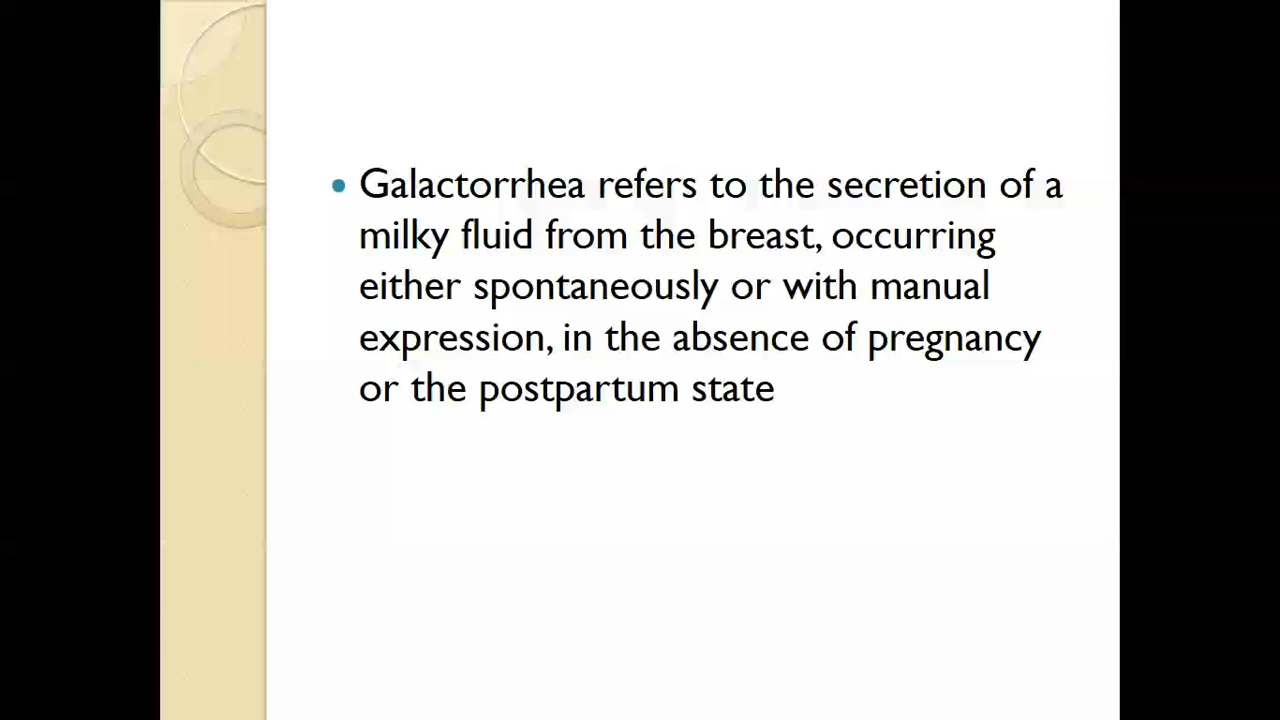 • Galactorrhea refers to the secretion of a
milky fluid from the breast, occurring
either spontaneously or with manual
expression, in the absence of pregnancy
or the postpartum state